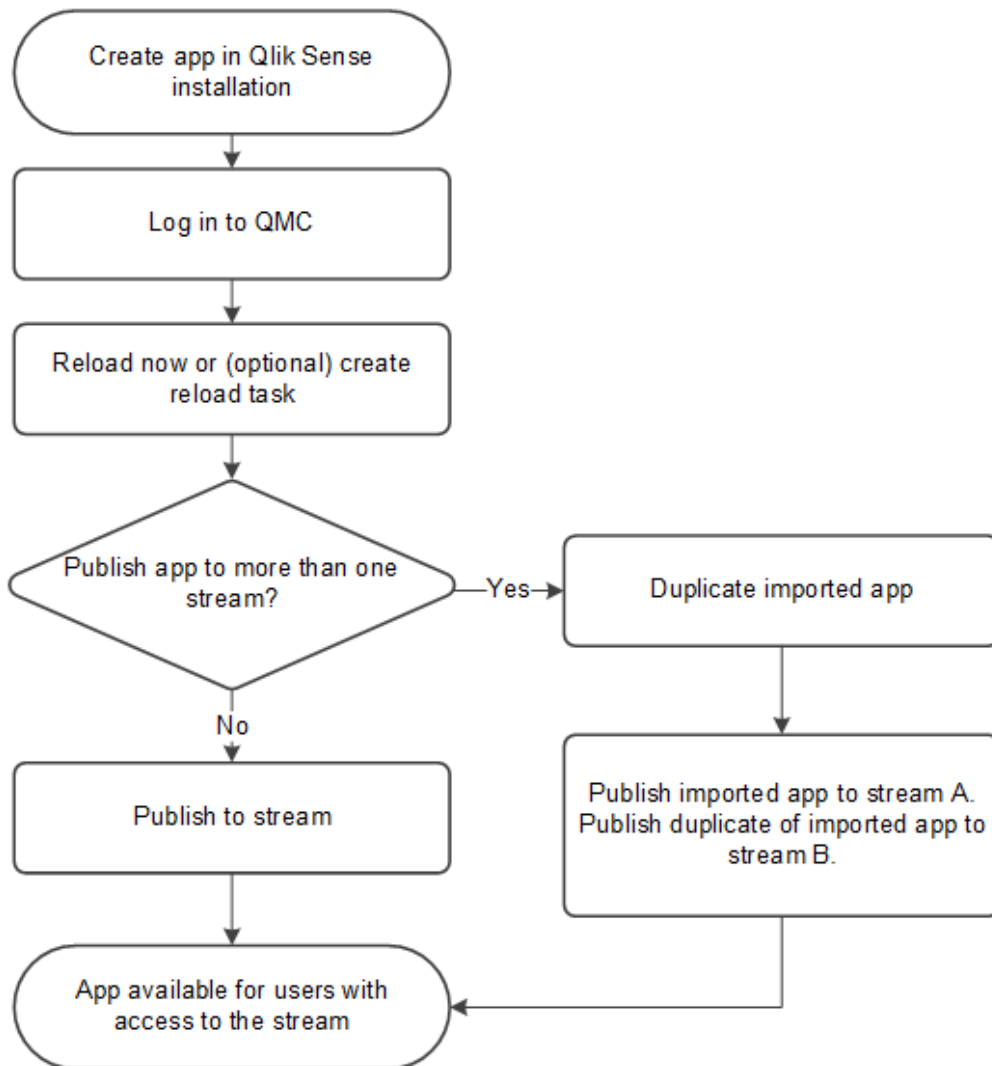 Create app in Qlik Sense
installation
Log in to QMC
Reload now or (optional) create
reload task
Publish app to more than one
stream?
Yes
Duplicate imported app
No
Publish to stream
Publish imported app to stream A.
Publish duplicate of imported app to
stream B.
App available for users with
access to the stream